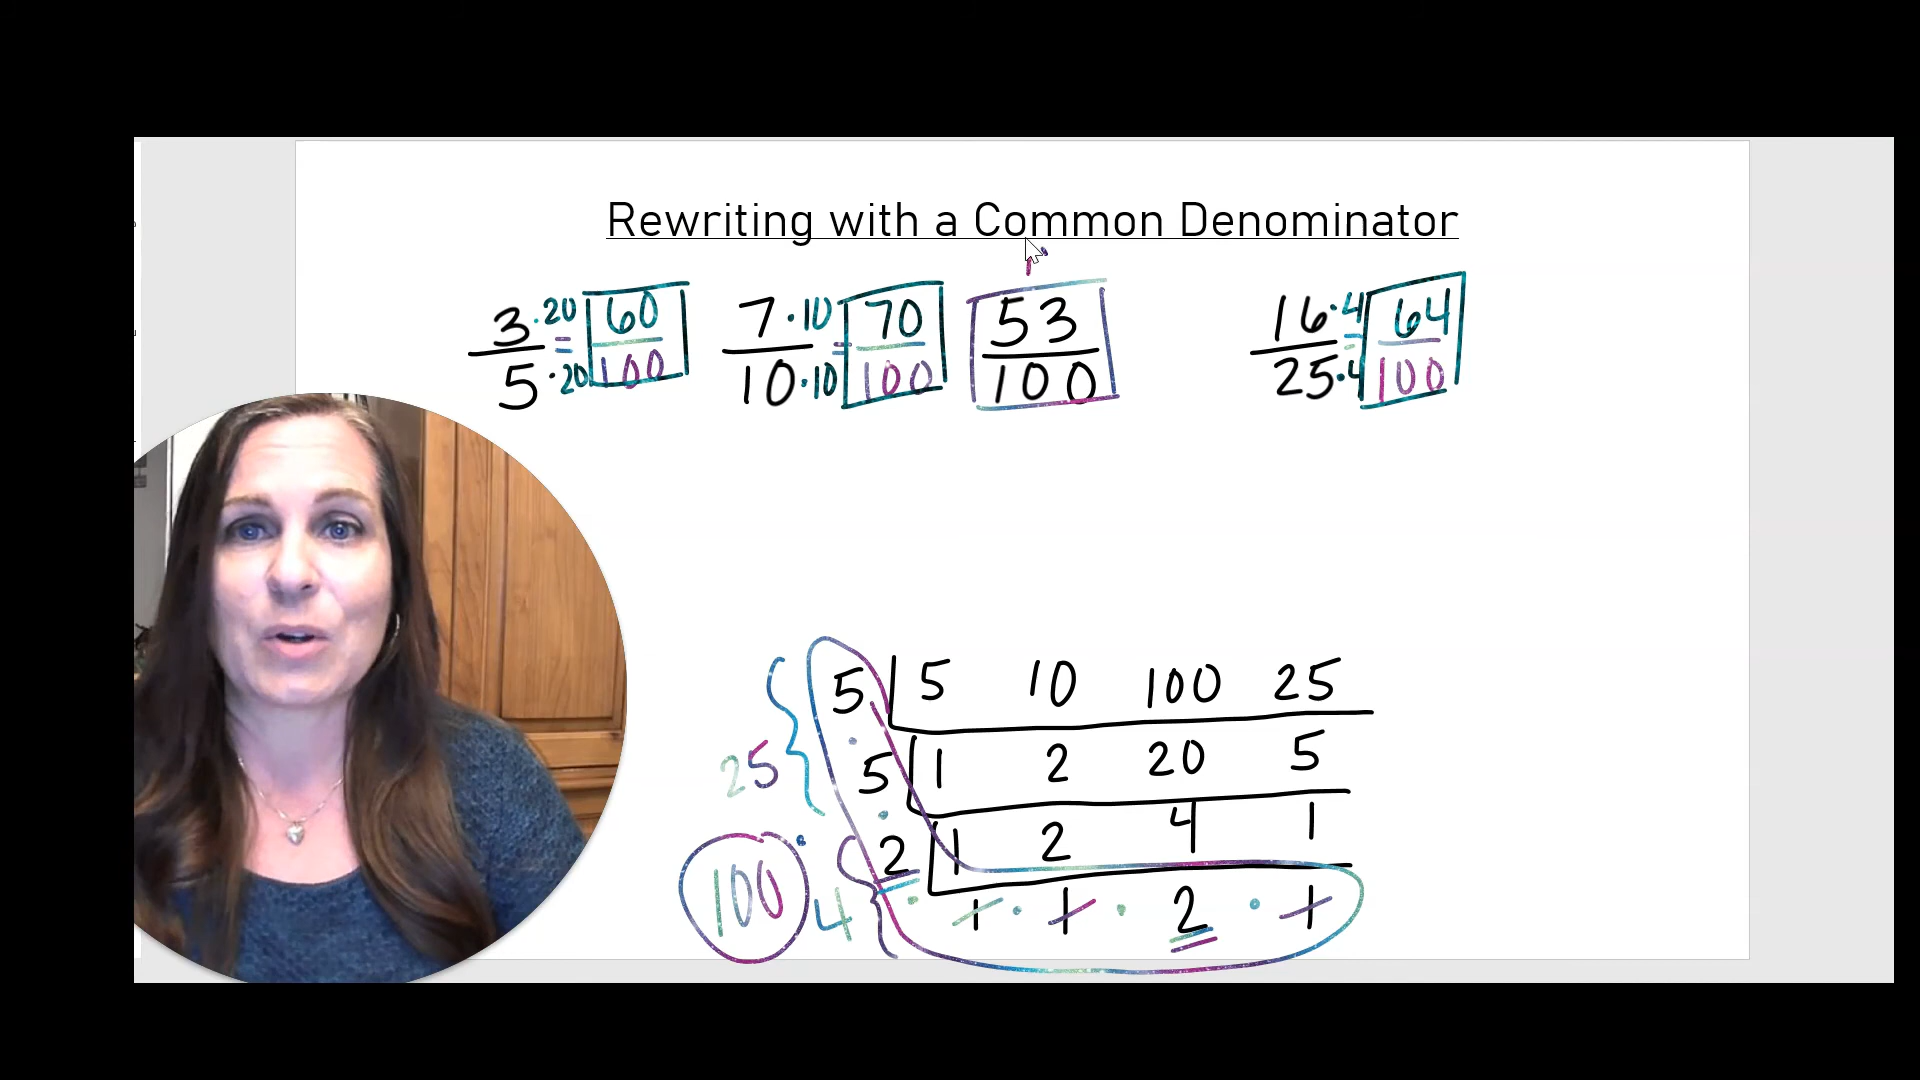 Rewriting with a Common Denominator
3·20 = 60 7·10 = 70 53 16·4 = 64
5·20 100 10·10 100 100 25·4 100
5 5 10 100 25
25 5 1 2 20 5
2 1 2 4 1
100 4 1 · 1 · 2 · 1